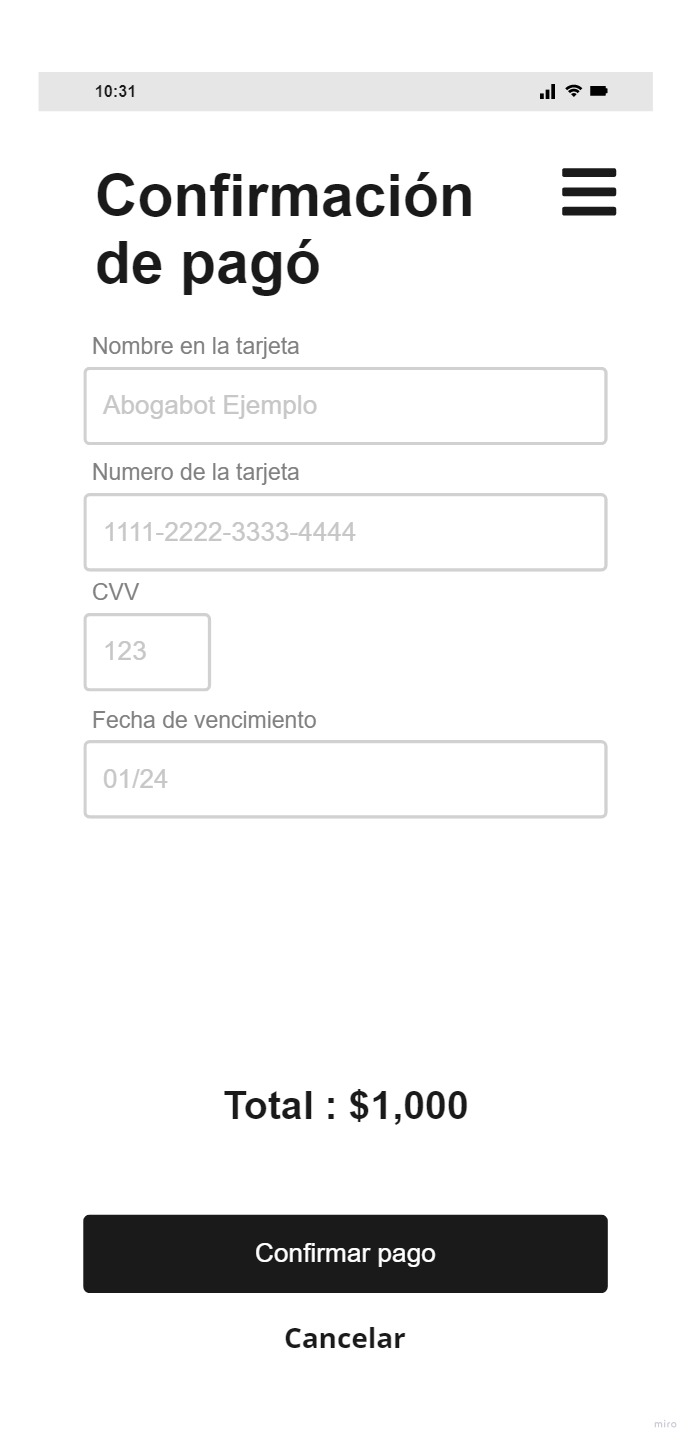 10:31
Confirmación
de pagó
Nombre en la tarjeta
Abogabot Ejemplo
Numero de la tarjeta
1111-2222-3333-4444
CVV
123
Fecha de vencimiento
01/24
Total : $1,000
Confirmar pago
Cancelar
miro